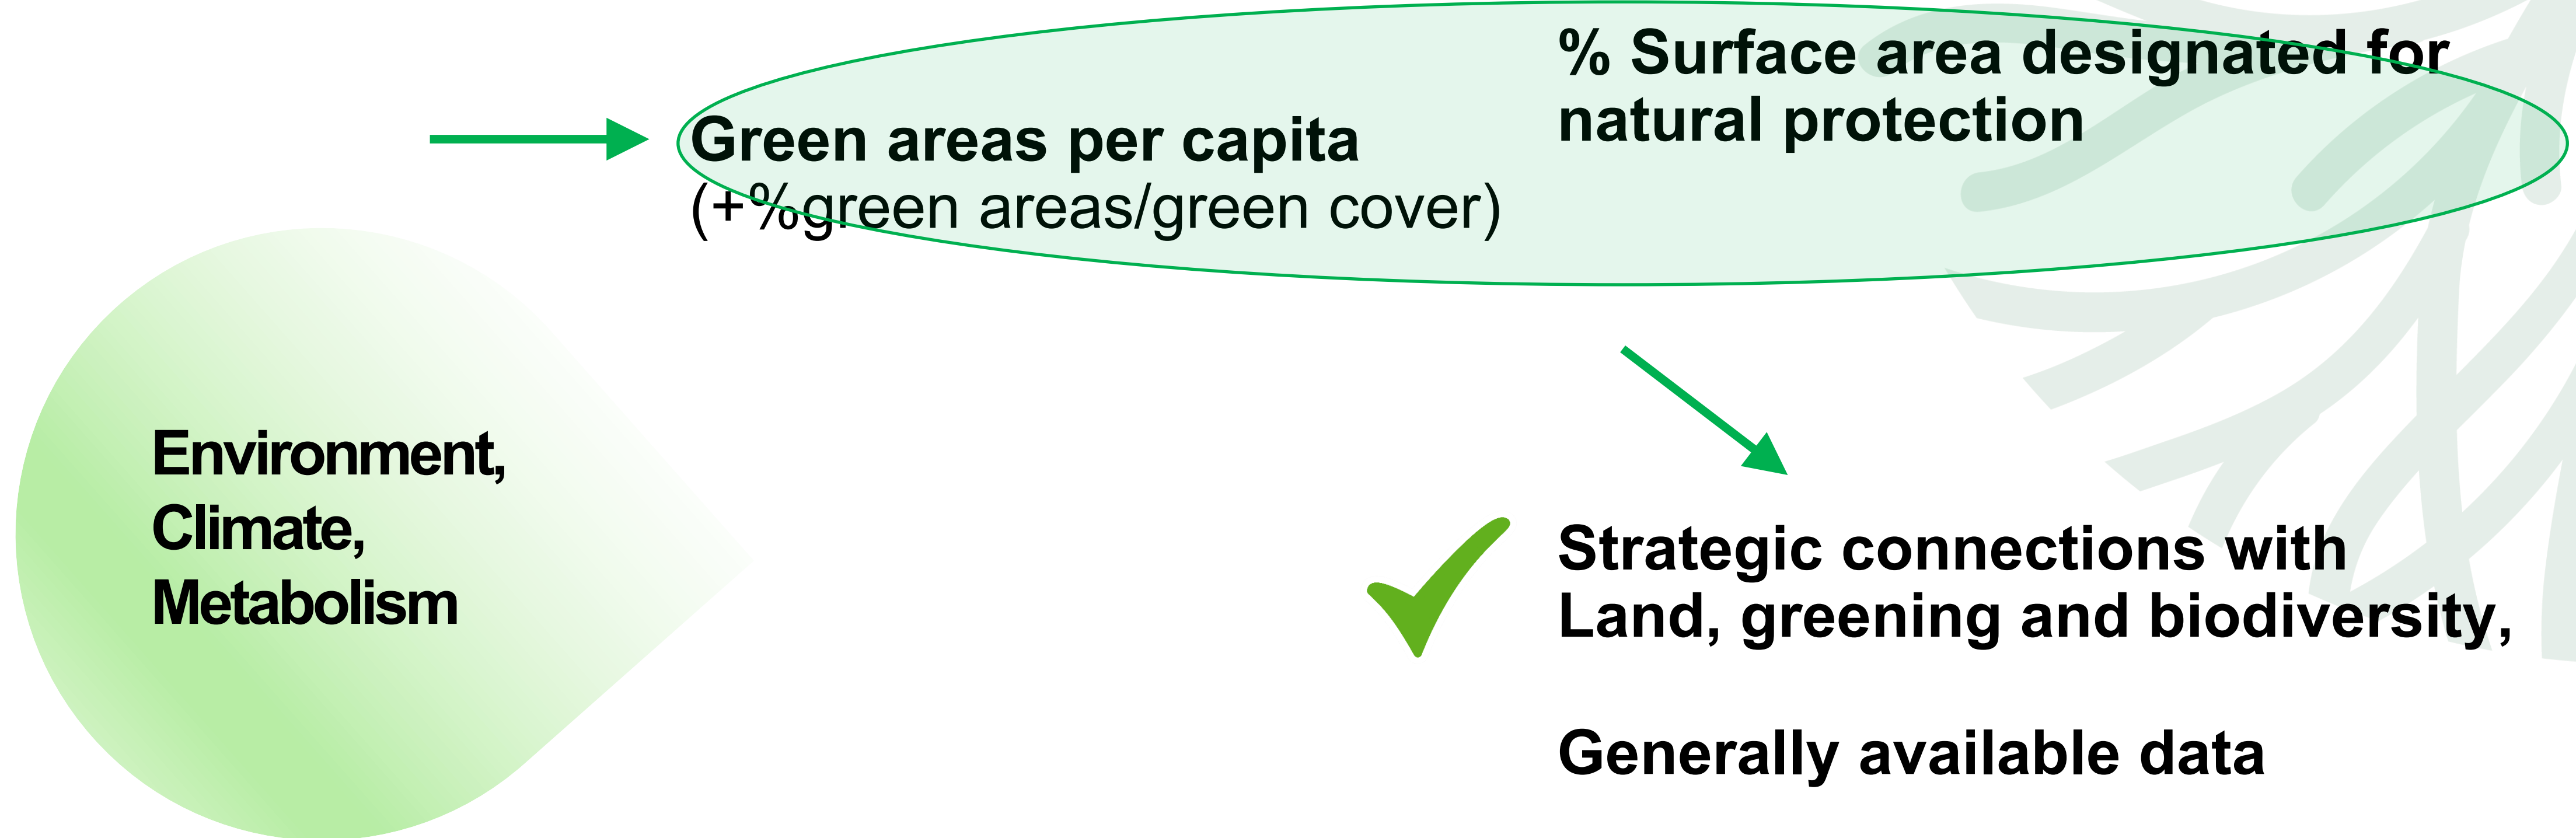 % Surface area designated for
natural protection
Green areas per capita
(+%green areas/green cover)
Environment,
Climate,
Metabolism
Strategic connections with
Land, greening and biodiversity,
Generally available data